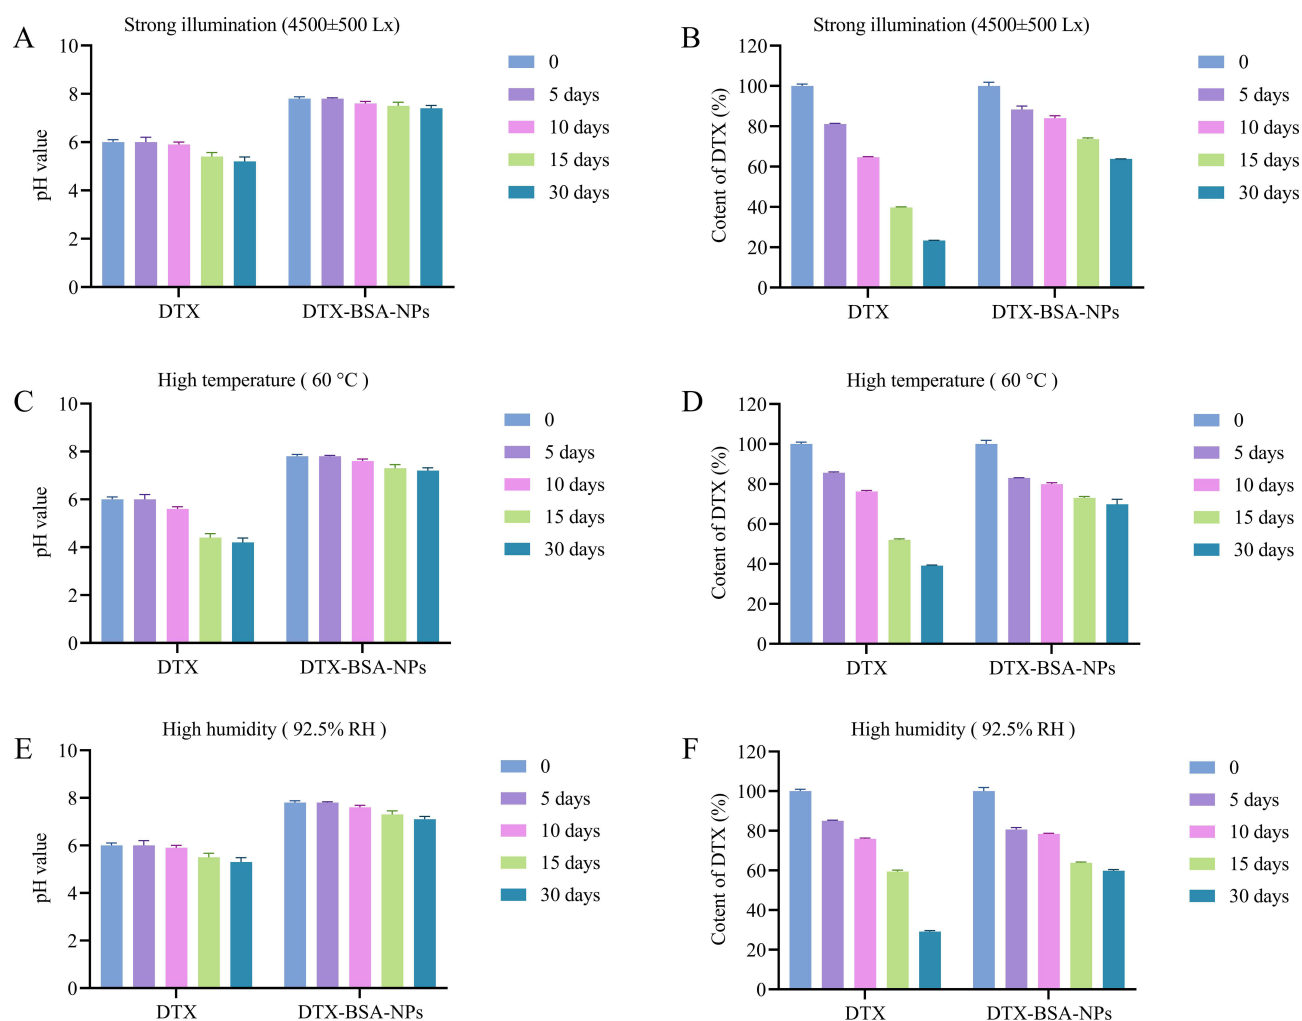 A
Strong illumination (4500±500 Lx)
10
8
6
4
2
0
pH value
DTX
DTX-BSA-NPs
0
5 days
10 days
15 days
30 days
B
Strong illumination (4500±500 Lx)
120
100
80
60
40
20
0
Cotent of DTX (%)
DTX
DTX-BSA-NPs
0
5 days
10 days
15 days
30 days
C
High temperature ( 60 °C )
10
8
6
4
2
0
pH value
DTX
DTX-BSA-NPs
0
5 days
10 days
15 days
30 days
D
High temperature ( 60 °C )
120
100
80
60
40
20
0
Cotent of DTX (%)
DTX
DTX-BSA-NPs
0
5 days
10 days
15 days
30 days
E
High humidity ( 92.5% RH )
10
8
6
4
2
0
pH value
DTX
DTX-BSA-NPs
0
5 days
10 days
15 days
30 days
F
High humidity ( 92.5% RH )
120
100
80
60
40
20
0
Cotent of DTX (%)
DTX
DTX-BSA-NPs
0
5 days
10 days
15 days
30 days